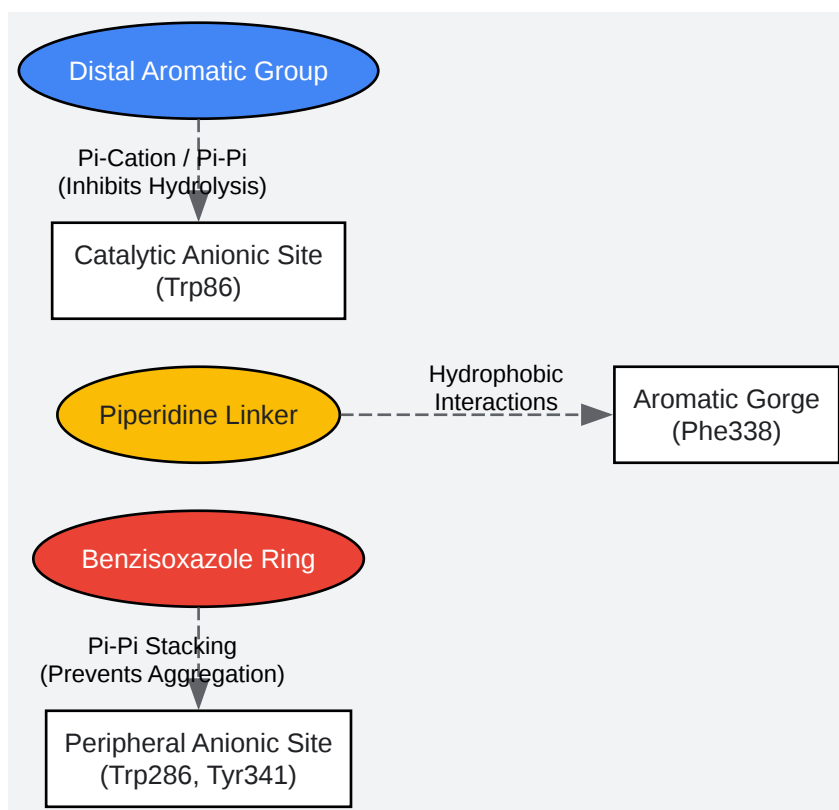 Distal Aromatic Group
Pi-Cation / Pi-Pi
(Inhibits Hydrolysis)
Catalytic Anionic Site
(Trp86)
Piperidine Linker
Hydrophobic
Interactions
Aromatic Gorge
(Phe338)
Benzisoxazole Ring
Pi-Pi Stacking
(Prevents Aggregation)
Peripheral Anionic Site
(Trp286, Tyr341)